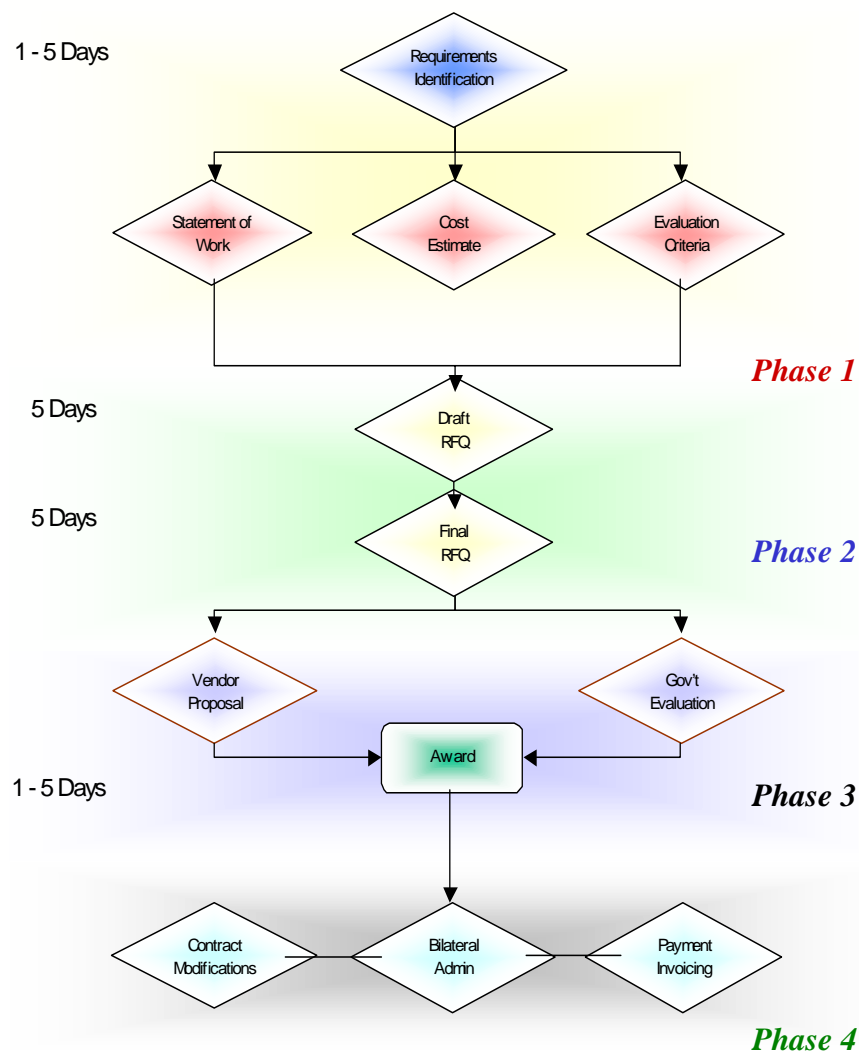 1 - 5 Days
Requirements
Identification
Statement of
Work
Cost
Estimate
Evaluation
Criteria
Phase 1
5 Days
Draft
RFQ
5 Days
Final
RFQ
Phase 2
Vendor
Proposal
Gov't
Evaluation
Award
1 - 5 Days
Phase 3
Contract
Modifications
Bilateral
Admin
Payment
Invoicing
Phase 4